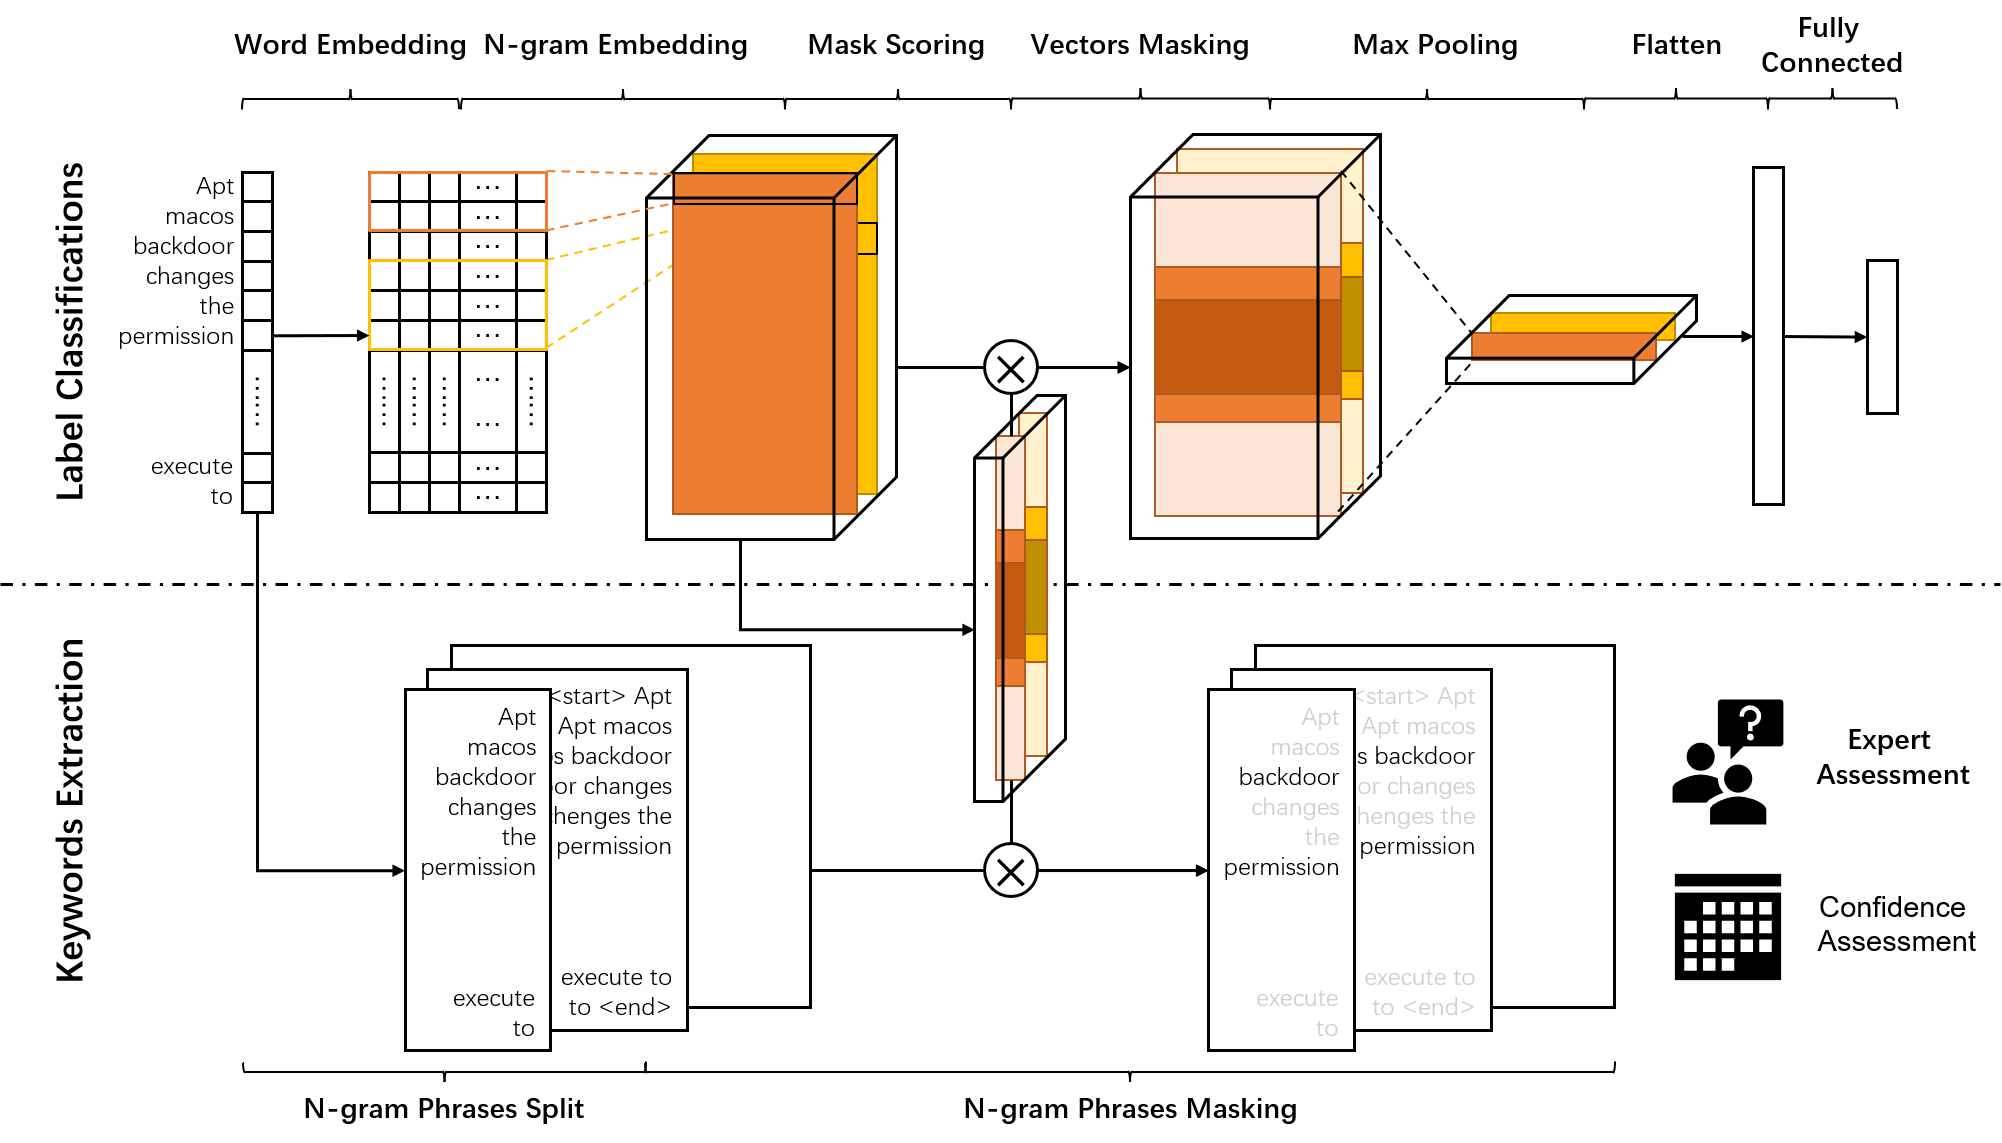 Word Embedding
N-gram Embedding
Mask Scoring
Vectors Masking
Max Pooling
Flatten
Fully
Connected
Label Classifications
Apt
macos
backdoor
changes
the
permission
execute
to
Keywords Extraction
Apt
macos
backdoor
changes
the
permission
execute
to
<start> Apt
Apt macos
s backdoor
or changes
henges the
permission
execute to
to <end>
Apt
macos
backdoor
changes
the
permission
execute
to
<start> Apt
Apt macos
s backdoor
or changes
henges the
permission
execute to
to <end>
?
Expert
Assessment
Confidence
Assessment
N-gram Phrases Split
N-gram Phrases Masking